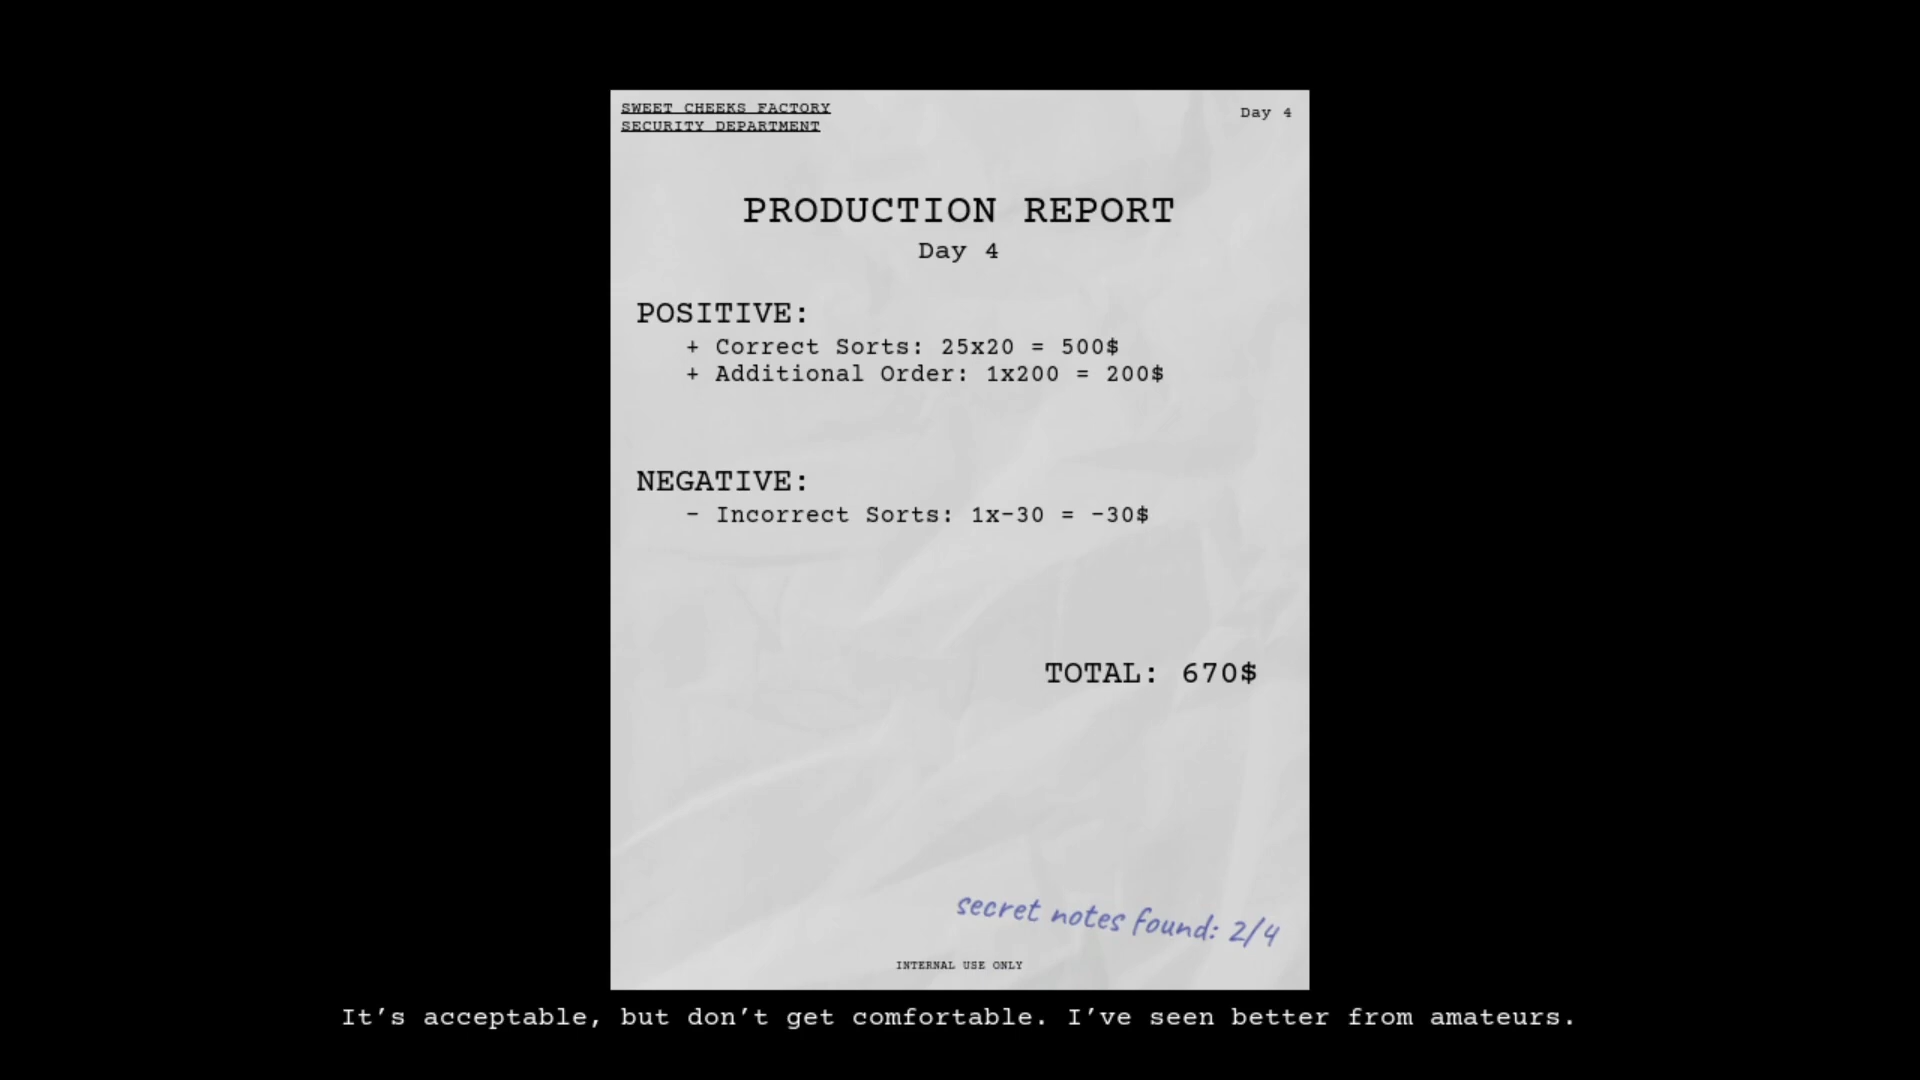 SWEET CHEEKS FACTORY
SECURITY DEPARTMENT
Day 4
PRODUCTION REPORT
Day 4
POSITIVE:
+ Correct Sorts: 25x20 = 500$
+ Additional Order: 1x200 = 200$
NEGATIVE:
- Incorrect Sorts: 1x-30 = -30$
TOTAL: 670$
secret notes found: 2/4
INTERNAL USE ONLY
It’s acceptable, but don’t get comfortable. I’ve seen better from amateurs.